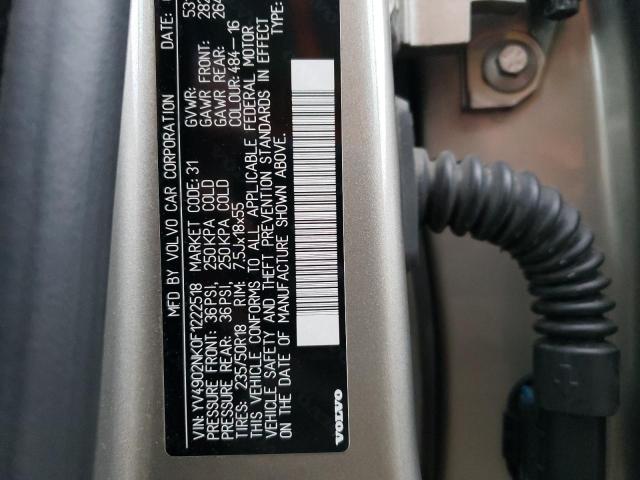 MFD BY VOLVO CAR CORPORATION DATE:
VIN: YV4902NK0F1222518 MARKET CODE: 31 GVWR: 531
PRESSURE FRONT: 36PSI, 250KPA COLD GAWR FRONT: 282
PRESSURE REAR: 36PSI, 250KPA COLD GAWR REAR: 264
TIRES: 235/50R18 RIM: 7.5Jx18x55 COLOUR: 484-16
THIS VEHICLE CONFORMS TO ALL APPLICABLE FEDERAL MOTOR
VEHICLE SAFETY AND THEFT PREVENTION STANDARDS IN EFFECT
ON THE DATE OF MANUFACTURE SHOWN ABOVE. TYPE:
VOLVO